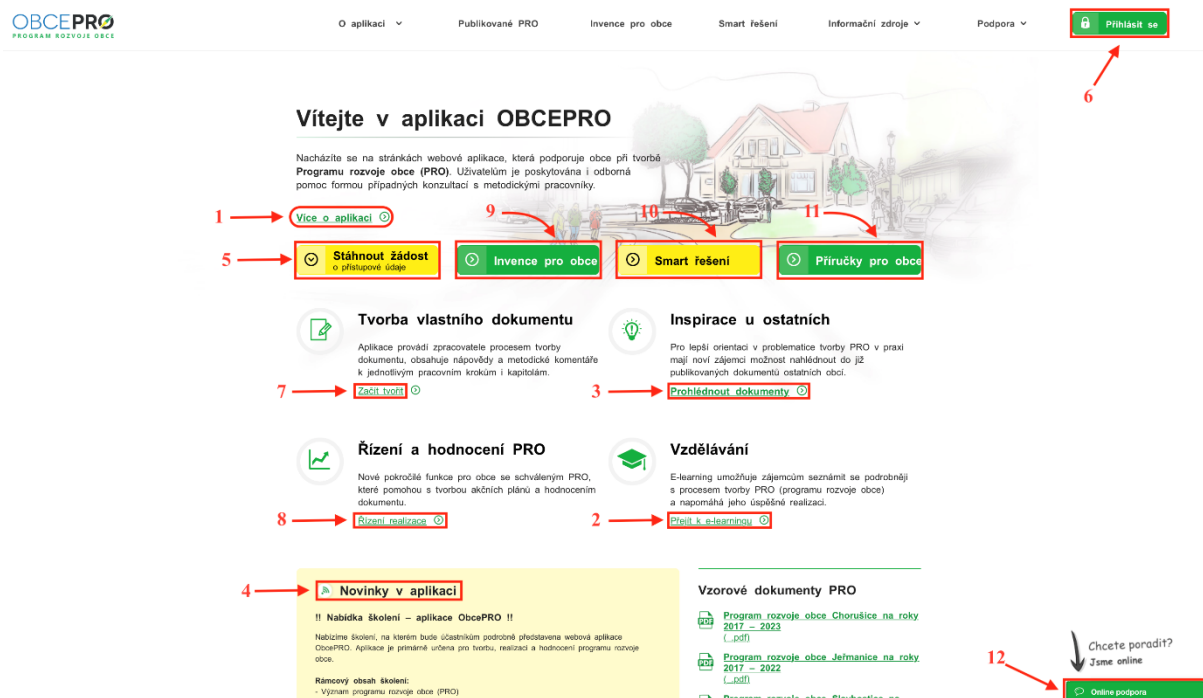 OBCEPRO
PROGRAM ROZVOJE OBCE
O aplikaci
Publikované PRO
Invence pro obce
Smart řešení
Informační zdroje
Podpora
Přihlásit se
6
Vítejte v aplikaci OBCEPRO
Nacházíte se na stránkách webové aplikace, která podporuje obce při tvorbě
Programu rozvoje obce (PRO). Uživatelům je poskytována i odborná
pomoc formou případných konzultací s metodickými pracovníky.
1
Více o aplikaci
9
10
11
5
Stáhnout žádost
o přístupové údaje
Invence pro obce
Smart řešení
Příručky pro obce
Tvorba vlastního dokumentu
Aplikace provádí zpracovatele procesem tvorby
dokumentu, obsahuje nápovědy a metodické komentáře
k jednotlivým pracovním krokům i kapitolám.
7
Začít tvořit
Inspirace u ostatních
Pro lepší orientaci v problematice tvorby PRO v praxi
mají noví zájemci možnost nahlédnout do již
publikovaných dokumentů ostatních obcí.
3
Prohlédnout dokumenty
Řízení a hodnocení PRO
Nové pokročilé funkce pro obce se schváleným PRO,
které pomohou s tvorbou akčních plánů a hodnocením
dokumentu.
8
Řízení realizace
Vzdělávání
E-learning umožňuje zájemcům seznámit se podrobněji
s procesem tvorby PRO (programu rozvoje obce)
a napomáhá jeho úspěšné realizaci.
2
Přejít k e-learningu
4
Novinky v aplikaci
!! Nabídka školení – aplikace ObcePRO !!
Nabízíme školení, na kterém bude účastníkům podrobně představena webová aplikace
ObcePRO. Aplikace je primárně určena pro tvorbu, realizaci a hodnocení programu rozvoje
obce.
Rámcový obsah školení:
- Význam programu rozvoje obce (PRO)
Vzorové dokumenty PRO
PDF
Program rozvoje obce Chorušice na roky
2017 – 2023
(_.pdf)
PDF
Program rozvoje obce Jeřmanice na roky
2017 – 2022
(_.pdf)
Program rozvoje obce
Chcete poradit?
Jsme online
12
Online podpora